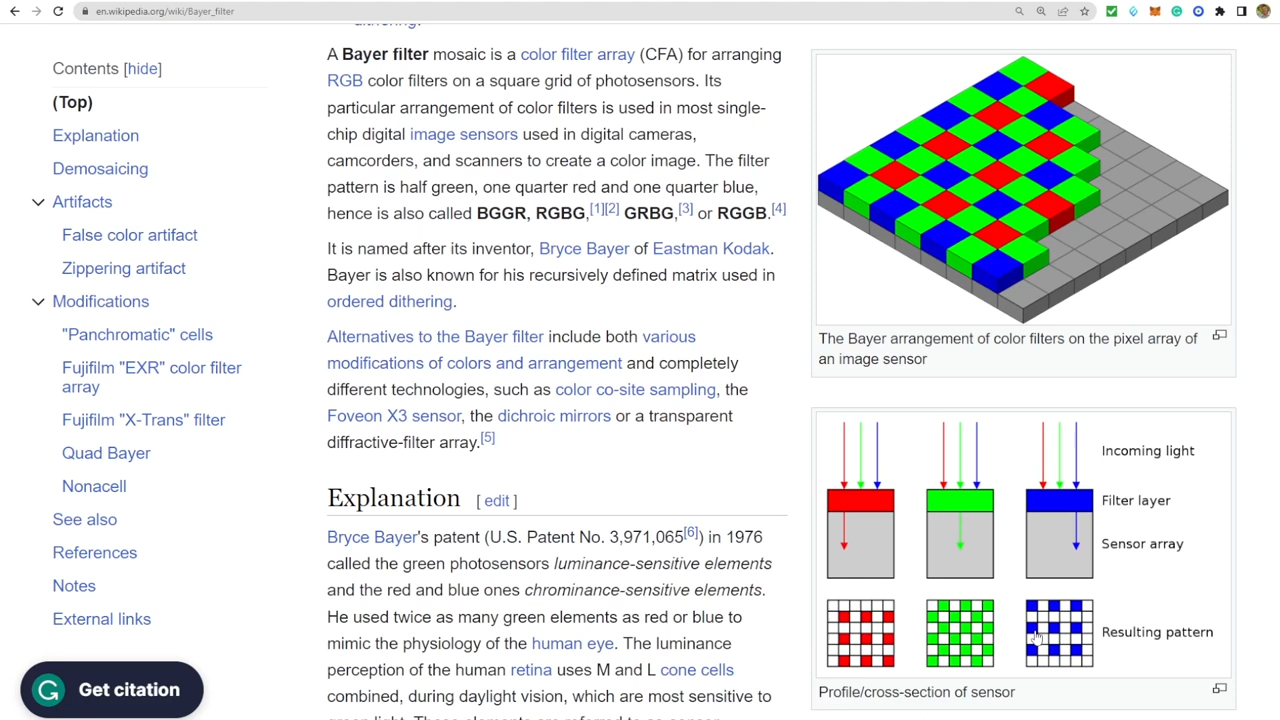 en.wikipedia.org/wiki/Bayer_filter
Contents [hide]
(Top)
Explanation
Demosaicing
Artifacts
False color artifact
Zippering artifact
Modifications
"Panchromatic" cells
Fujifilm "EXR" color filter
array
Fujifilm "X-Trans" filter
Quad Bayer
Nonacell
See also
References
Notes
External links
Get citation
dithering.
A Bayer filter mosaic is a color filter array (CFA) for arranging
RGB color filters on a square grid of photosensors. Its
particular arrangement of color filters is used in most single-
chip digital image sensors used in digital cameras,
camcorders, and scanners to create a color image. The filter
pattern is half green, one quarter red and one quarter blue,
hence is also called BGGR, RGBG,[1][2] GRBG,[3] or RGGB.[4]
It is named after its inventor, Bryce Bayer of Eastman Kodak.
Bayer is also known for his recursively defined matrix used in
ordered dithering.
Alternatives to the Bayer filter include both various
modifications of colors and arrangement and completely
different technologies, such as color co-site sampling, the
Foveon X3 sensor, the dichroic mirrors or a transparent
diffractive-filter array.[5]
Explanation [ edit ]
Bryce Bayer's patent (U.S. Patent No. 3,971,065[6]) in 1976
called the green photosensors luminance-sensitive elements
and the red and blue ones chrominance-sensitive elements.
He used twice as many green elements as red or blue to
mimic the physiology of the human eye. The luminance
perception of the human retina uses M and L cone cells
combined, during daylight vision, which are most sensitive to
green light. These elements are referred to as sensor
The Bayer arrangement of color filters on the pixel array of
an image sensor
Incoming light
Filter layer
Sensor array
Resulting pattern
Profile/cross-section of sensor